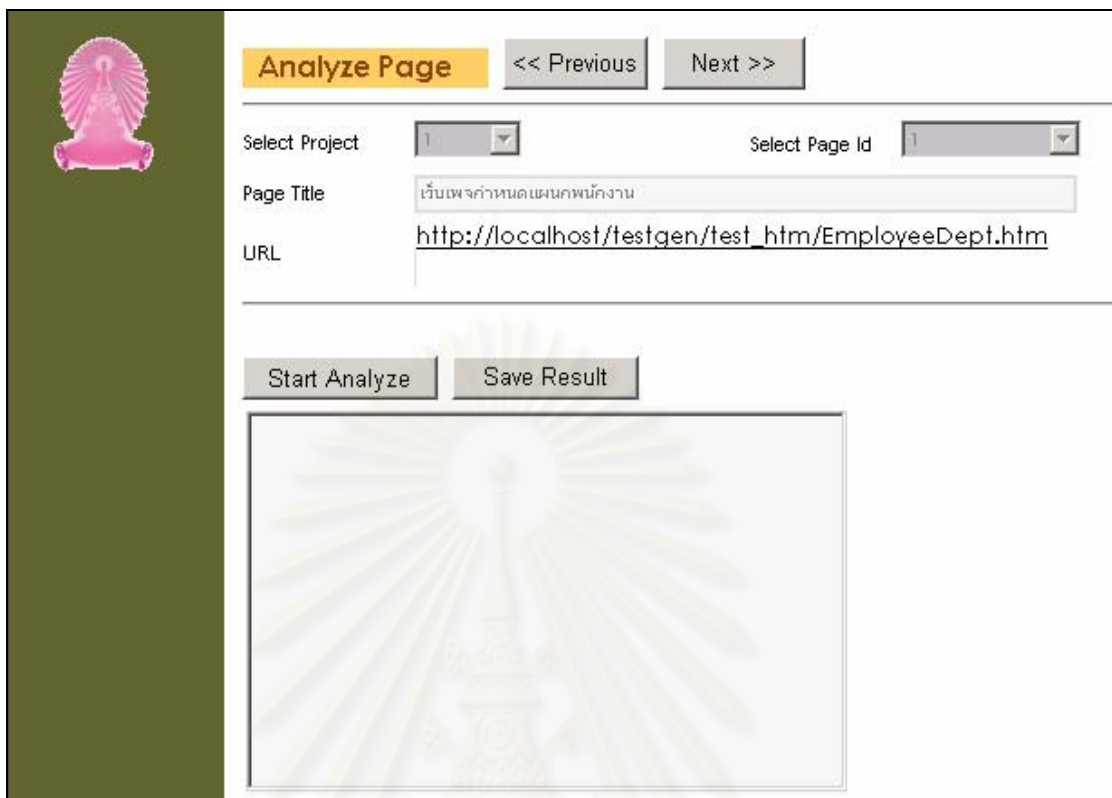 Analyze Page << Previous Next >>
Select Project 1 Select Page Id 1
Page Title เว็บเพจกำหนดแผนกพนักงาน
URL http://localhost/testgen/test_htm/EmployeeDept.htm
Start Analyze Save Result